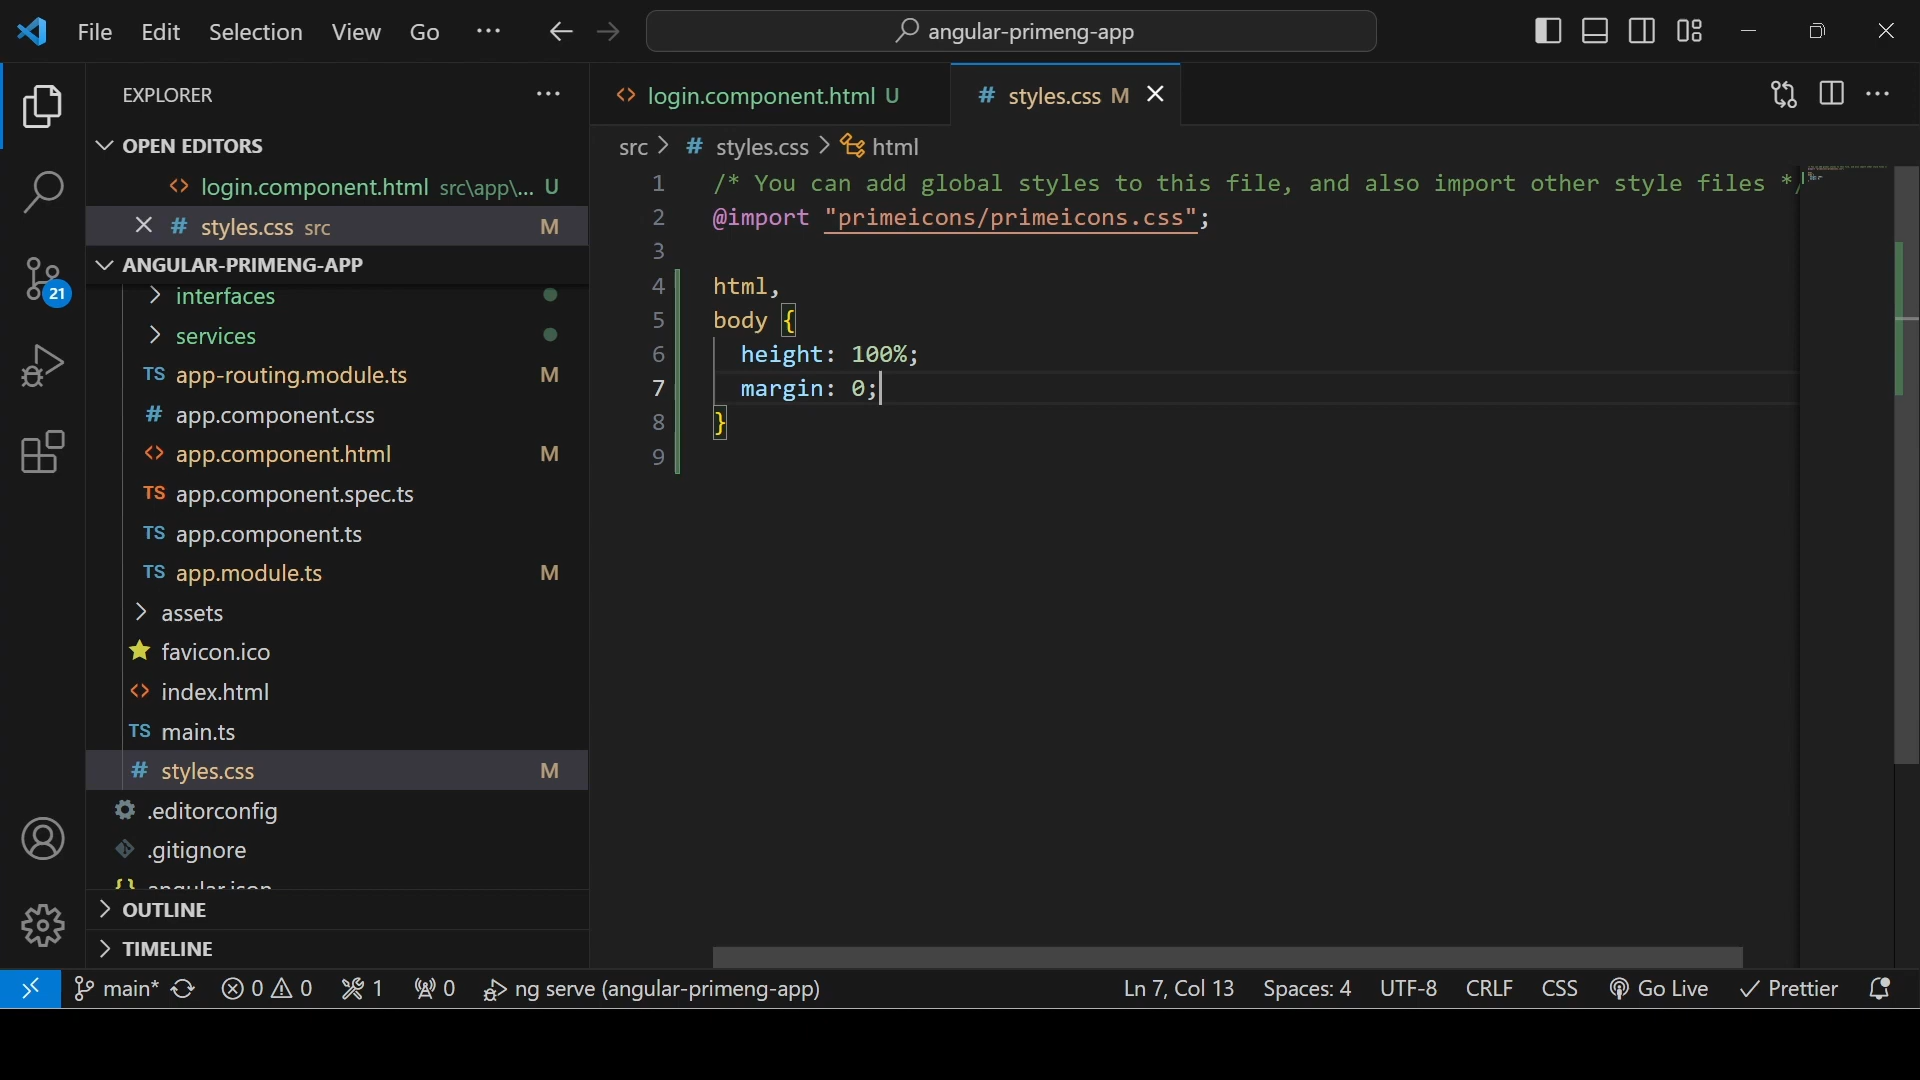 File Edit Selection View Go ··· angular-primeng-app
EXPLORER
OPEN EDITORS
<> login.component.html src\app\... U
# styles.css src M
ANGULAR-PRIMENG-APP
interfaces
services
TS app-routing.module.ts M
# app.component.css
<> app.component.html M
TS app.component.spec.ts
TS app.component.ts
TS app.module.ts M
assets
favicon.ico
<> index.html
TS main.ts
# styles.css M
.editorconfig
.gitignore
{} angular.json
OUTLINE
TIMELINE
21
<> login.component.html U # styles.css M
src > # styles.css > html
1 /* You can add global styles to this file, and also import other style files */
2 @import "primeicons/primeicons.css";
3
4 html,
5 body {
6 height: 100%;
7 margin: 0;
8 }
9
main* 0 0 1 0 ng serve (angular-primeng-app) Ln 7, Col 13 Spaces: 4 UTF-8 CRLF CSS Go Live Prettier